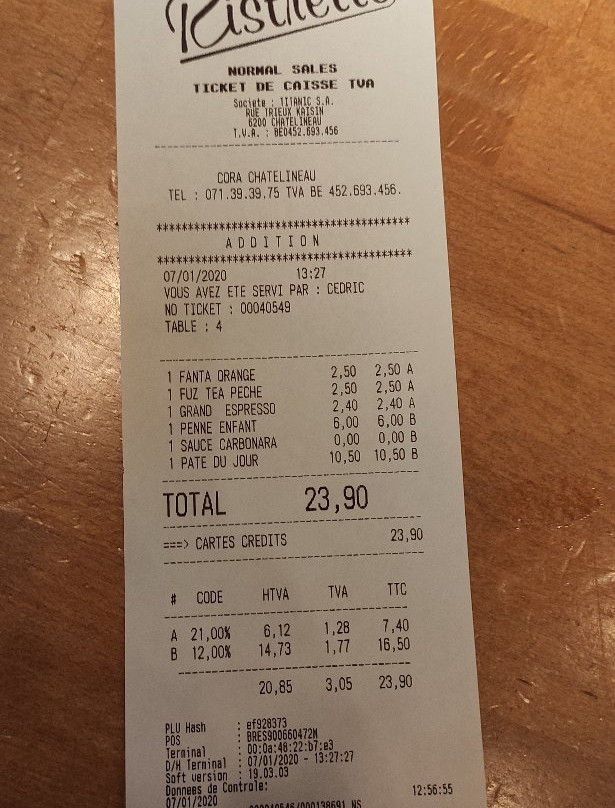 Ristretto
NORMAL SALES
TICKET DE CAISSE TVA
Societe : TITANIC S.A.
RUE TRIEUX KAISIN
6200 CHATELINEAU
T.V.A. : BE0452.693.456
CORA CHATELINEAU
TEL : 071.39.39.75 TVA BE 452.693.456.
****************************************
A D D I T I O N
****************************************
07/01/2020 13:27
VOUS AVEZ ETE SERVI PAR : CEDRIC
NO TICKET : 00040549
TABLE : 4
1 FANTA ORANGE 2,50 2,50 A
1 FUZ TEA PECHE 2,50 2,50 A
1 GRAND ESPRESSO 2,40 2,40 A
1 PENNE ENFANT 6,00 6,00 B
1 SAUCE CARBONARA 0,00 0,00 B
1 PATE DU JOUR 10,50 10,50 B
TOTAL 23,90
===> CARTES CREDITS 23,90
# CODE HTVA TVA TTC
A 21,00% 6,12 1,28 7,40
B 12,00% 14,73 1,77 16,50
20,85 3,05 23,90
PLU Hash : ef928373
POS : BRES9D0660472M
Terminal : 00:0a:48:22:b7:e3
D/H Terminal : 07/01/2020 - 13:27:27
Soft version : 19.03.03
Donnees de Controle:
07/01/2020 12:56:55